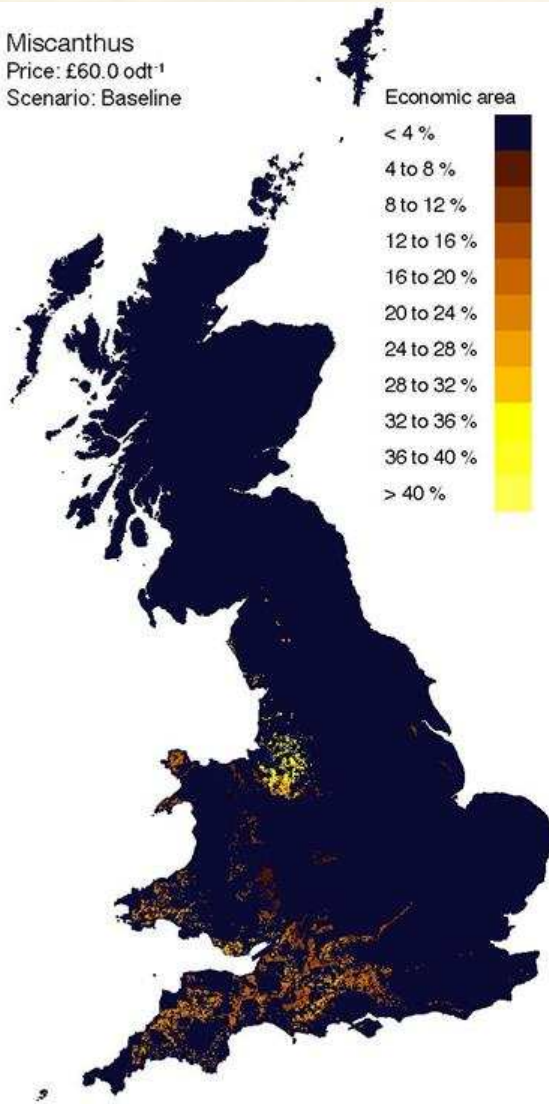 Miscanthus
Price: £60.0 odt⁻¹
Scenario: Baseline
Economic area
< 4 %
4 to 8 %
8 to 12 %
12 to 16 %
16 to 20 %
20 to 24 %
24 to 28 %
28 to 32 %
32 to 36 %
36 to 40 %
> 40 %